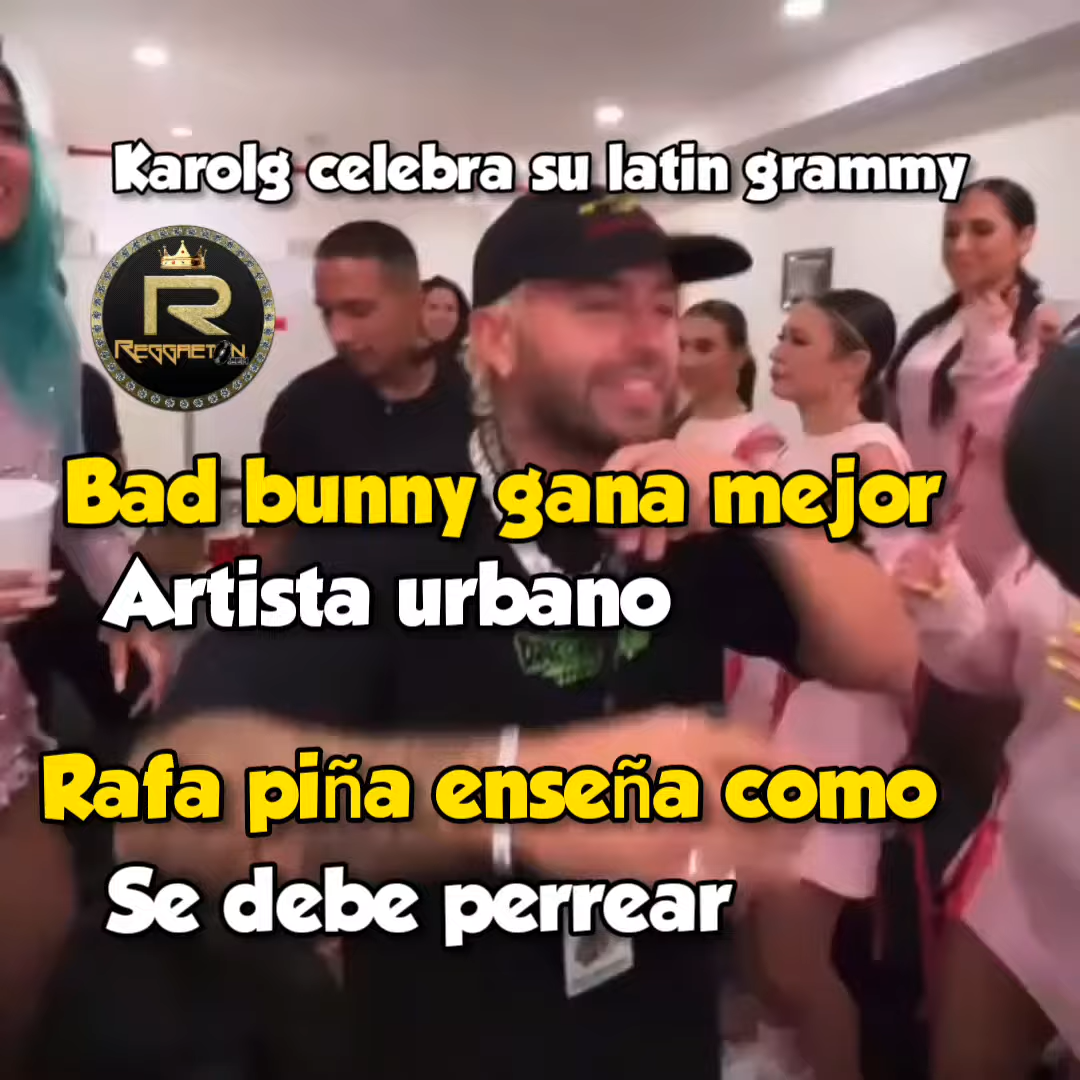 Karolg celebra su latin grammy
R
REGGAETON
Bad bunny gana mejor
Artista urbano
Rafa piña enseña como
Se debe perrear